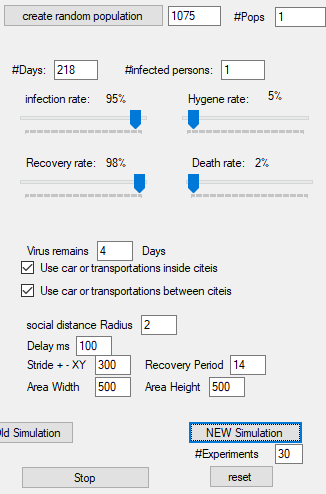 create random population 1075 #Pops 1
#Days: 218 #infected persons: 1
infection rate: 95% Hygene rate: 5%
Recovery rate: 98% Death rate: 2%
Virus remains 4 Days
Use car or transportations inside citeis
Use car or transportations between citeis
social distance Radius 2
Delay ms 100
Stride + - XY 300 Recovery Period 14
Area Width 500 Area Height 500
Old Simulation NEW Simulation
#Experiments 30
Stop reset